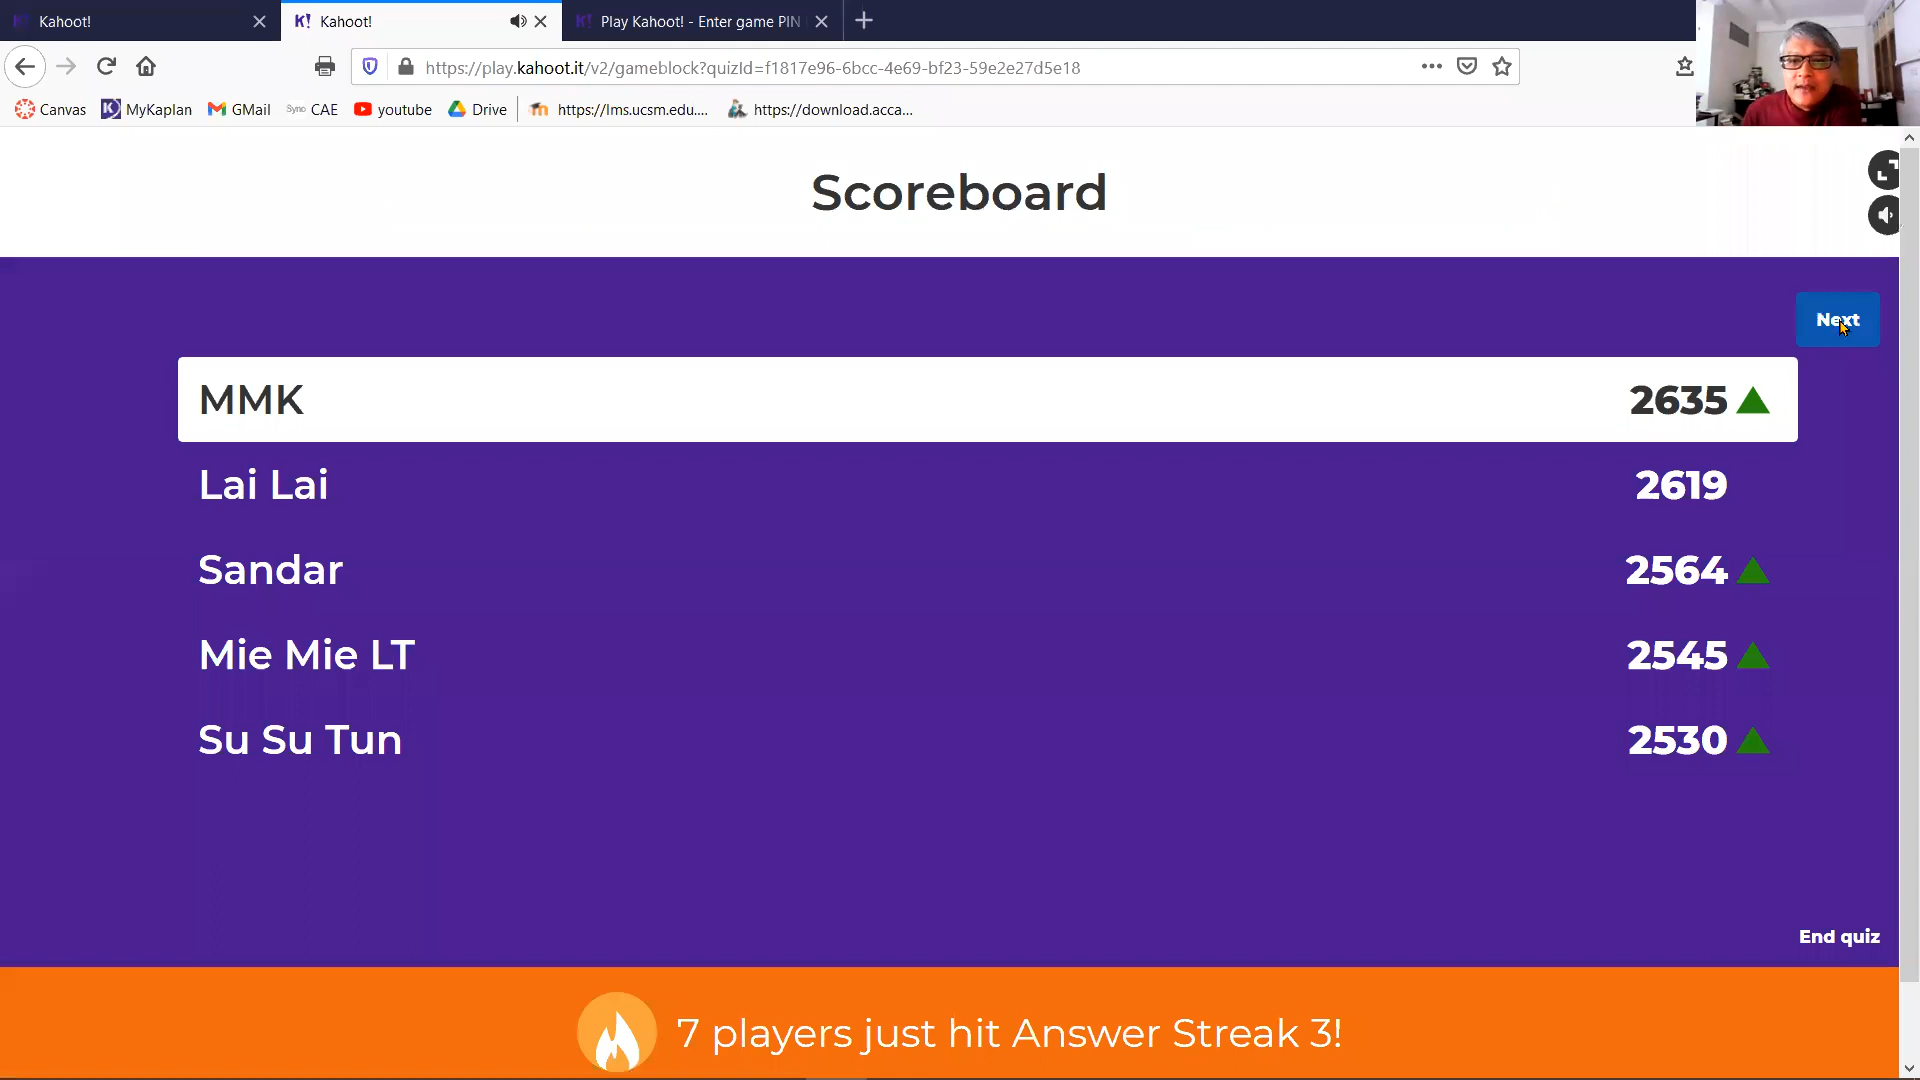 Kahoot!
K! Kahoot!
Play Kahoot! - Enter game PIN
https://play.kahoot.it/v2/gameblock?quizId=f1817e96-6bcc-4e69-bf23-59e2e27d5e18
Canvas
MyKaplan
GMail
Sync CAE
youtube
Drive
https://lms.ucsm.edu....
https://download.acca...
Scoreboard
Next
MMK 2635
Lai Lai 2619
Sandar 2564
Mie Mie LT 2545
Su Su Tun 2530
End quiz
7 players just hit Answer Streak 3!